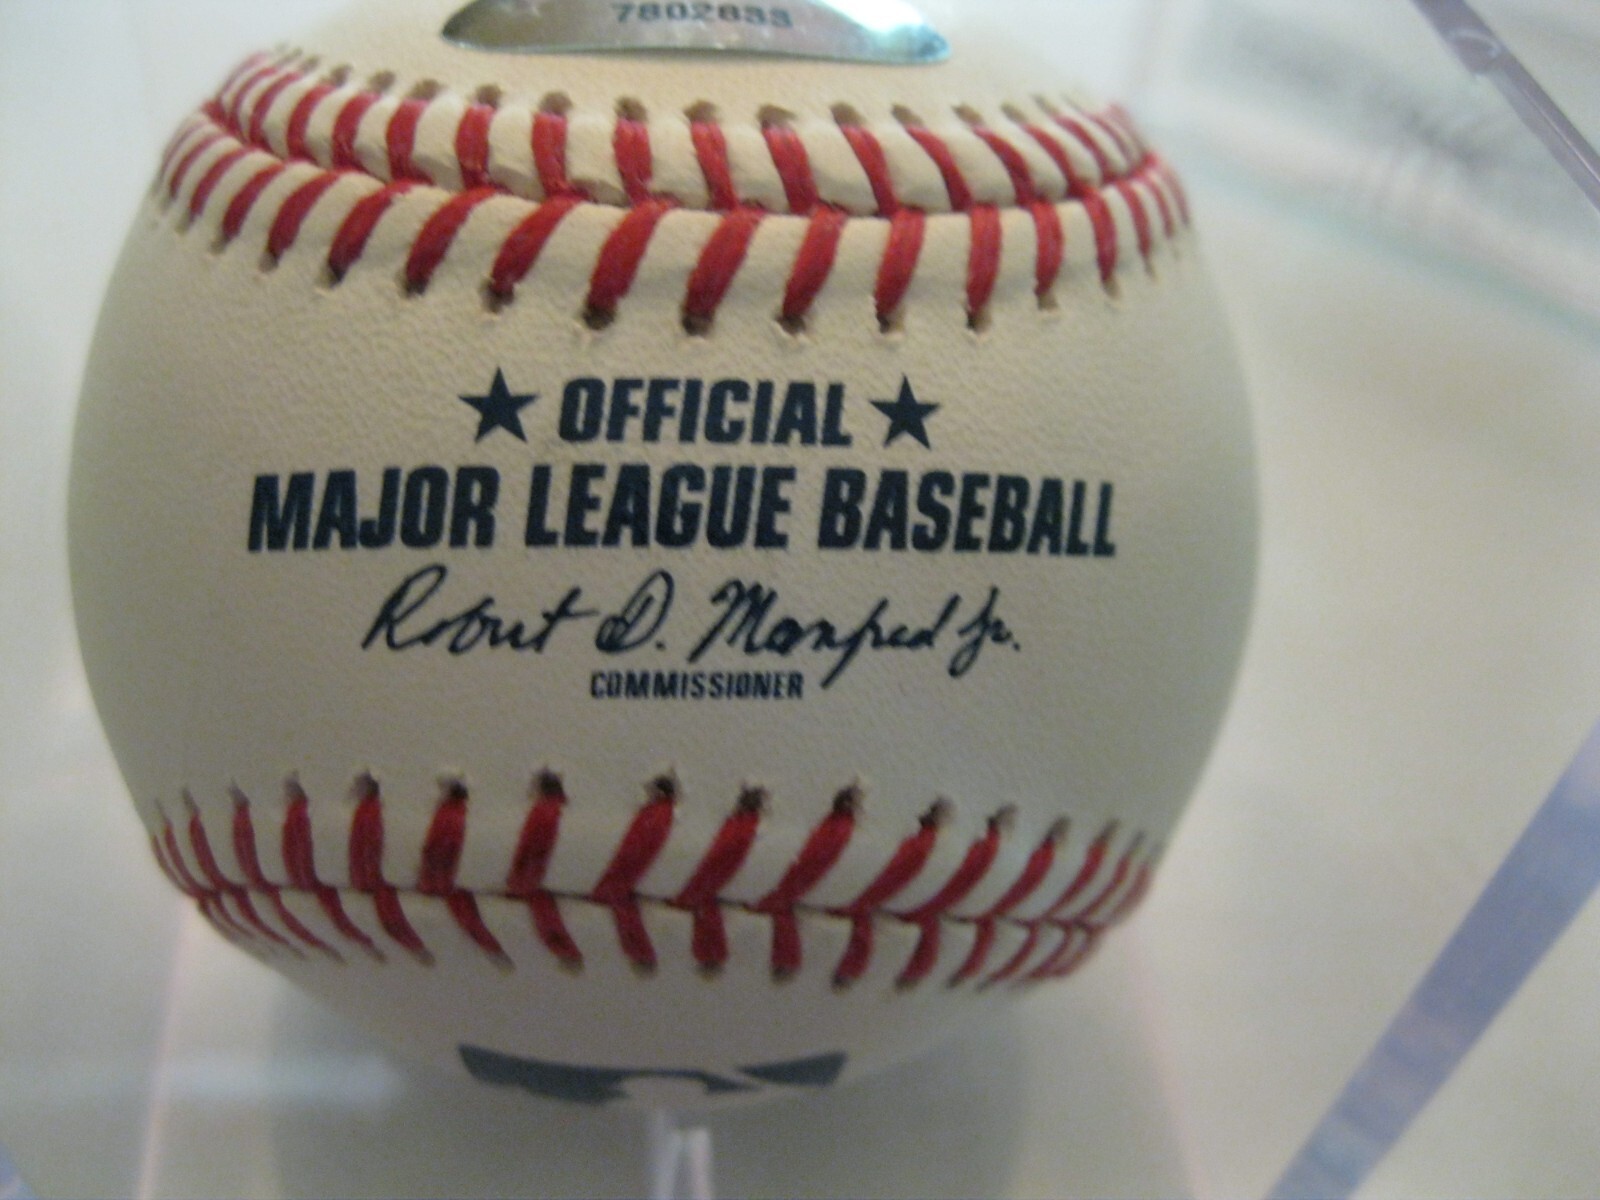 7802633
★ OFFICIAL ★
MAJOR LEAGUE BASEBALL
Robert D. Manfred Jr.
COMMISSIONER